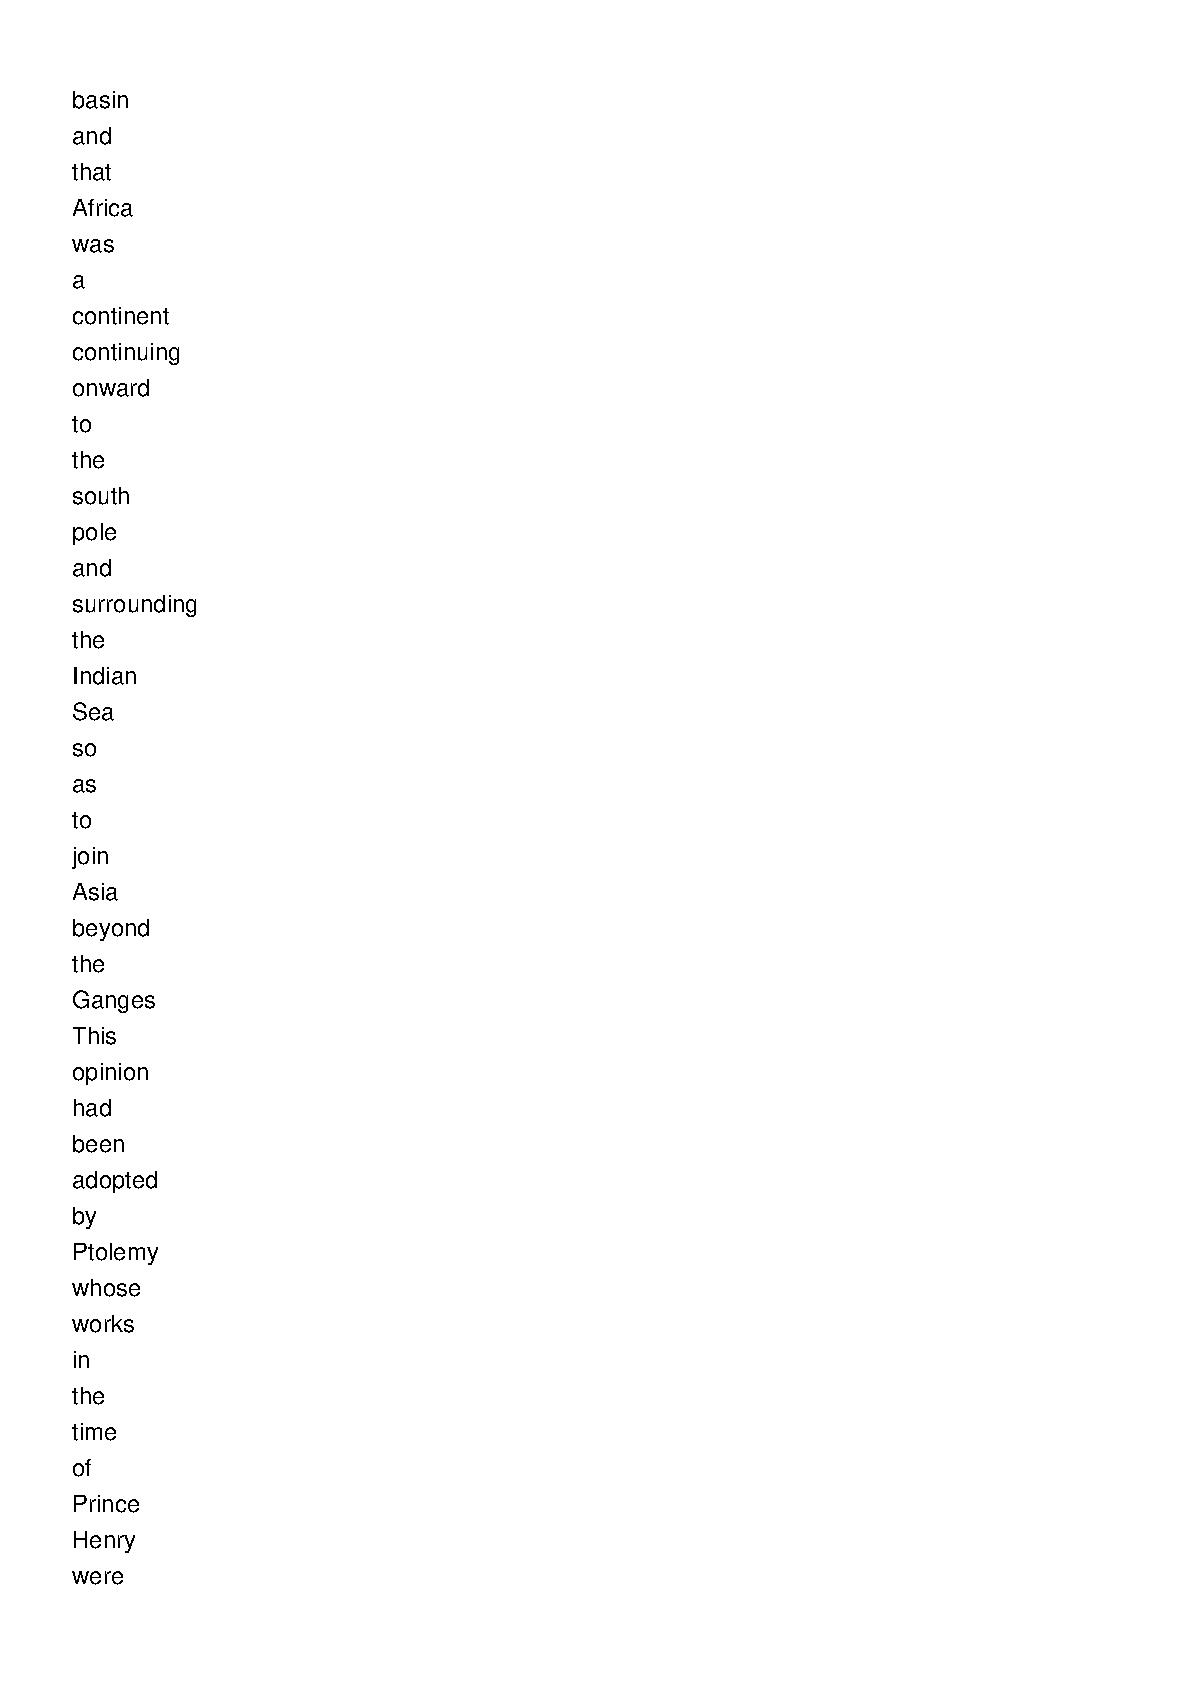 basin
and
that
Africa
was
a
continent
continuing
onward
to
the
south
pole
and
surrounding
the
Indian
Sea
so
as
to
join
Asia
beyond
the
Ganges
This
opinion
had
been
adopted
by
Ptolemy
whose
works
in
the
time
of
Prince
Henry
were